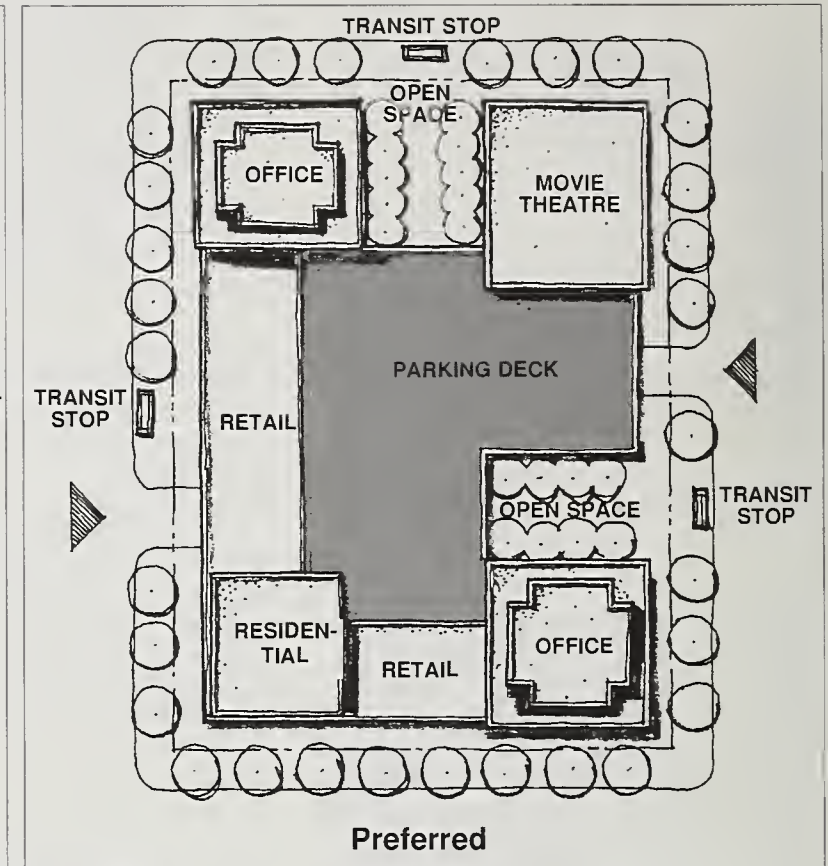 TRANSIT STOP
OPEN
SPACE
OFFICE
MOVIE
THEATRE
PARKING DECK
TRANSIT
STOP
RETAIL
OPEN SPACE
TRANSIT
STOP
RESIDEN-
TIAL
RETAIL
OFFICE
Preferred